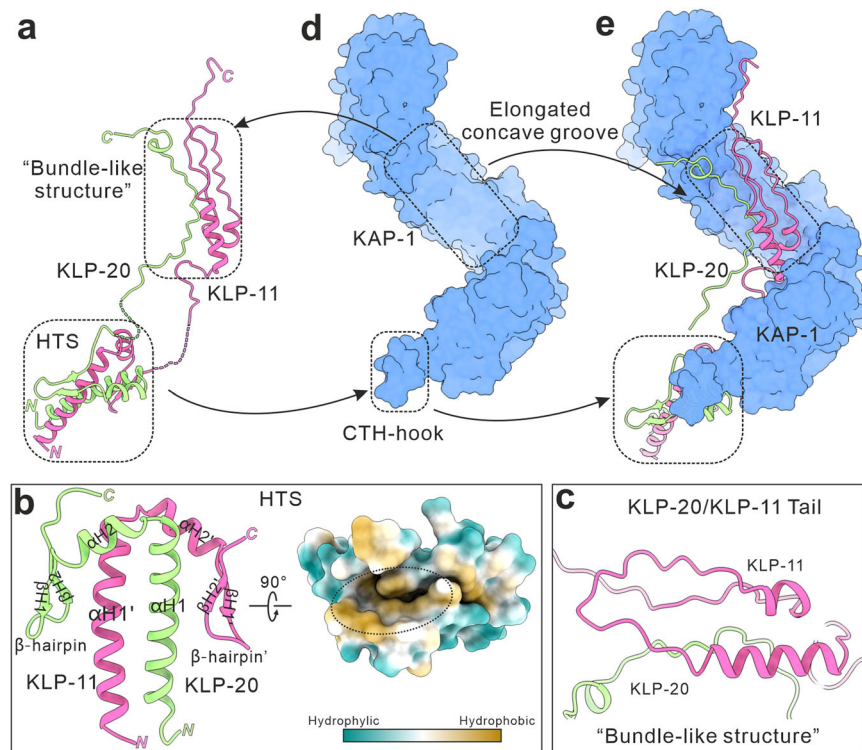 a
C
C
"Bundle-like
structure"
KLP-20
KLP-11
HTS
N
N
d
Elongated
concave groove
KAP-1
CTH-hook
e
KLP-11
KLP-20
KAP-1
b
HTS
C
C
αH2
αH2'
βH1
βH2
αH1'
αH1
βH2'
βH1'
β-hairpin
β-hairpin'
KLP-11
KLP-20
N
N
90°
Hydrophylic
Hydrophobic
c
KLP-20/KLP-11 Tail
KLP-11
KLP-20
"Bundle-like structure"